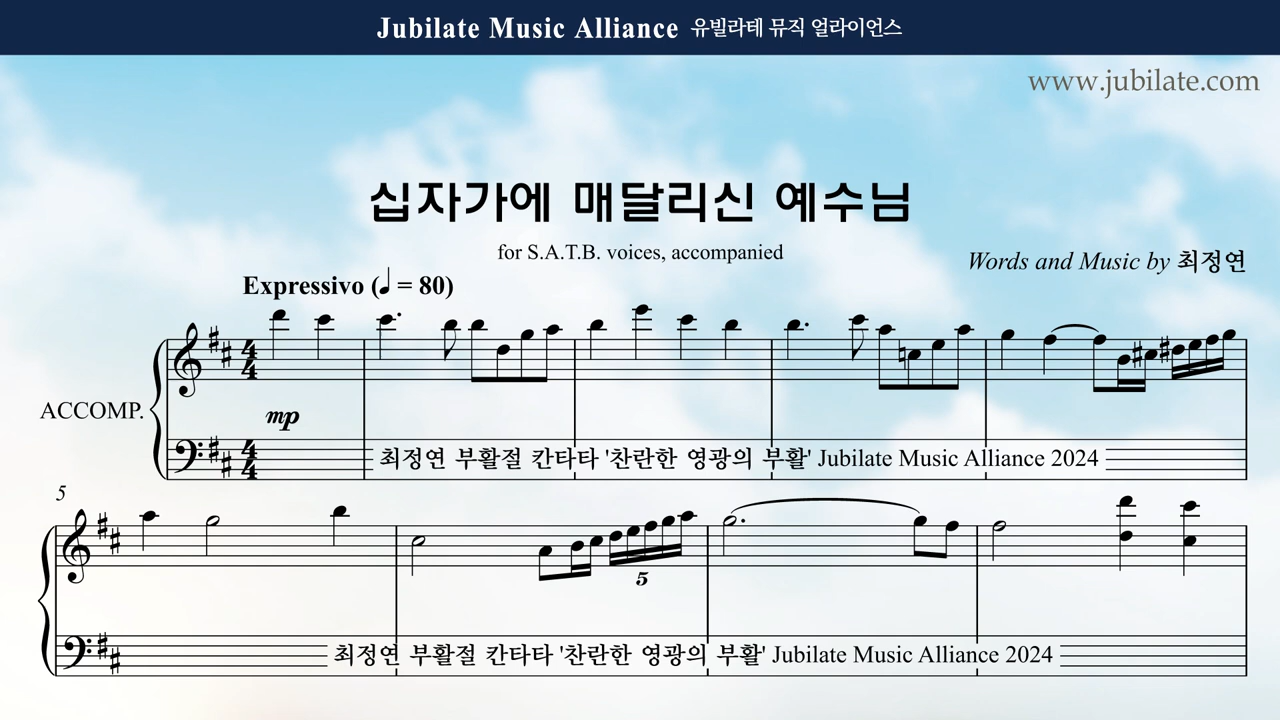 Jubilate Music Alliance 유빌라테 뮤직 얼라이언스
www.jubilate.com
십자가에 매달리신 예수님
for S.A.T.B. voices, accompanied
Words and Music by 최정연
Expressivo (♩ = 80)
4
4
ACCOMP.
mp
4
4
최정연 부활절 칸타타 '찬란한 영광의 부활' Jubilate Music Alliance 2024
5
5
최정연 부활절 칸타타 '찬란한 영광의 부활' Jubilate Music Alliance 2024